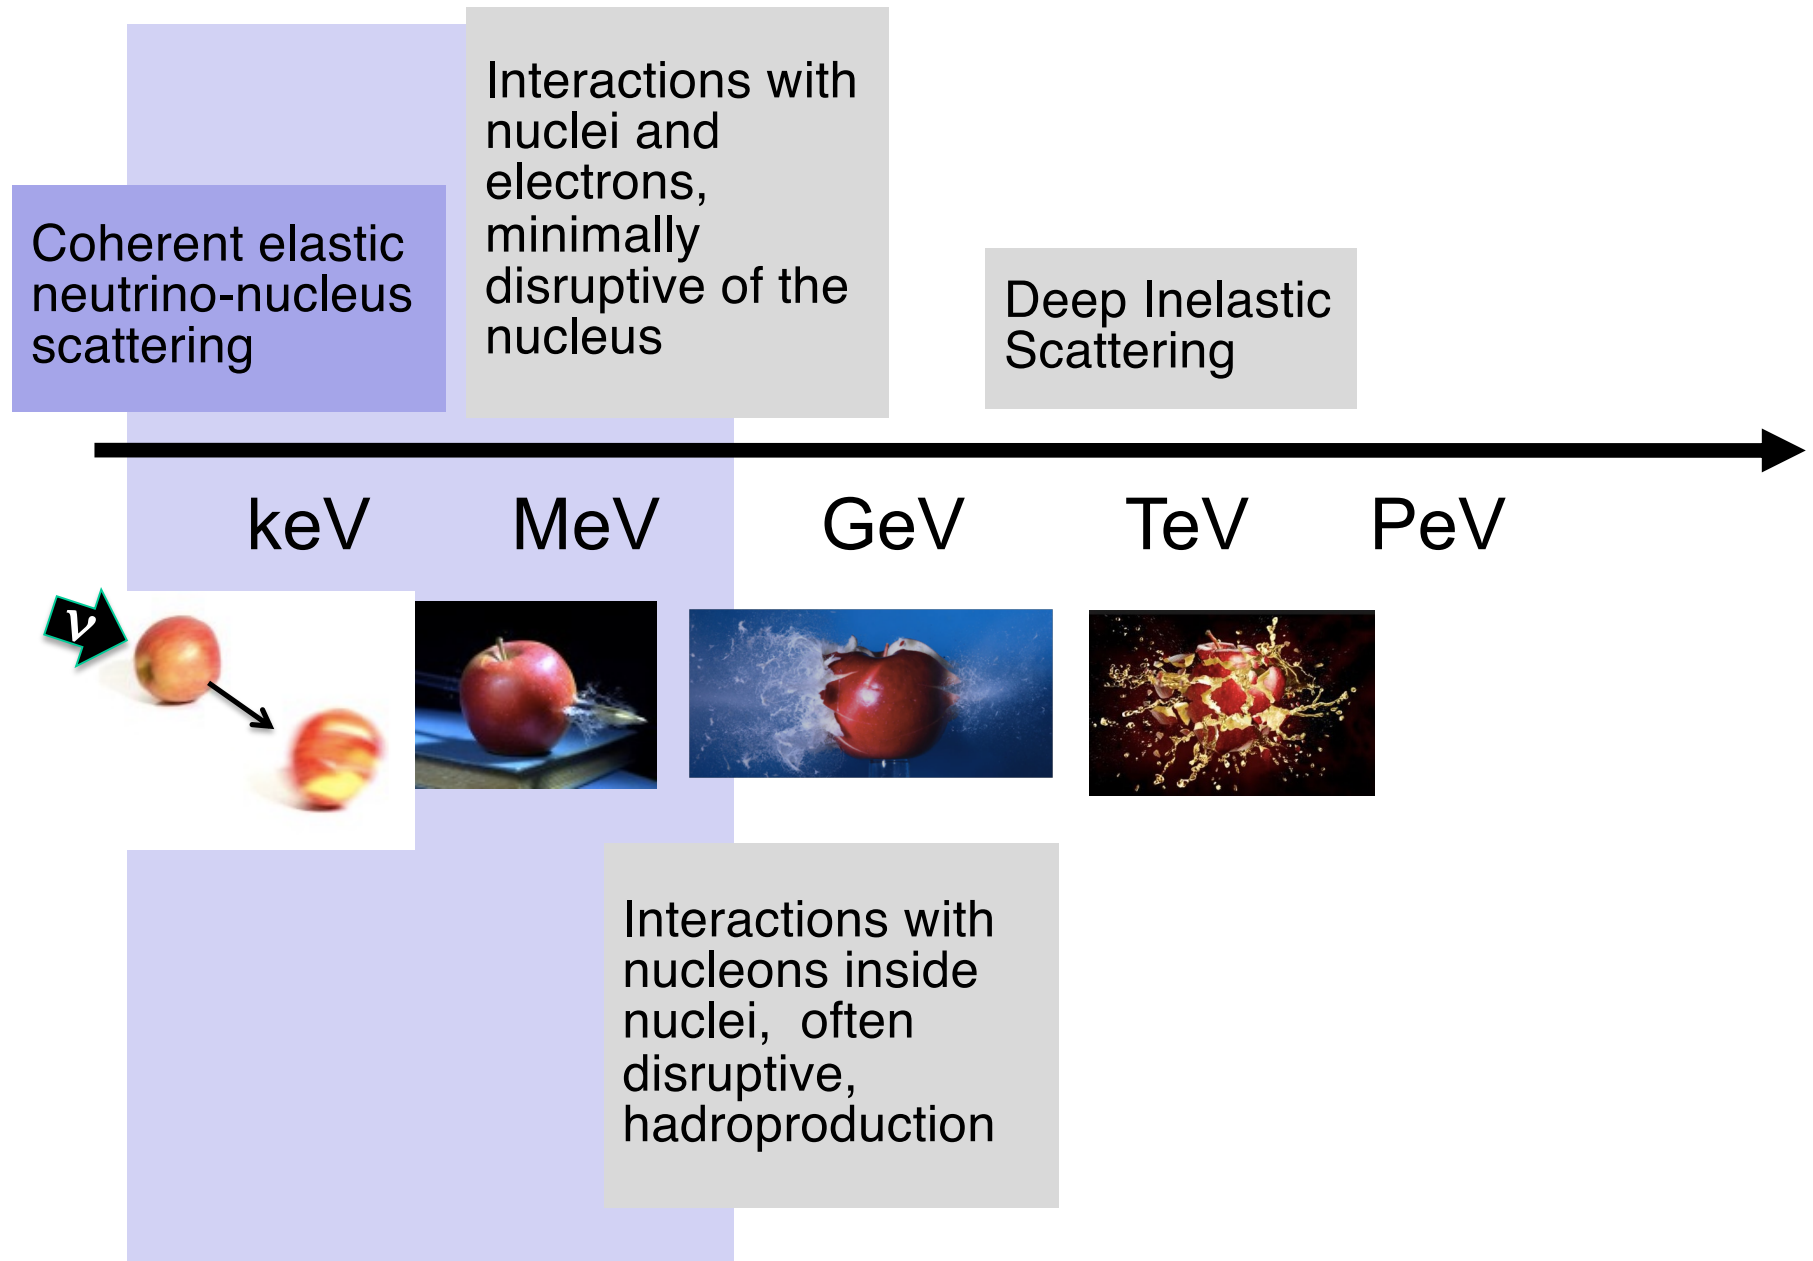 Interactions with
nuclei and
electrons,
minimally
disruptive of the
nucleus
Coherent elastic
neutrino-nucleus
scattering
Deep Inelastic
Scattering
keV MeV GeV TeV PeV
ν
Interactions with
nucleons inside
nuclei, often
disruptive,
hadroproduction